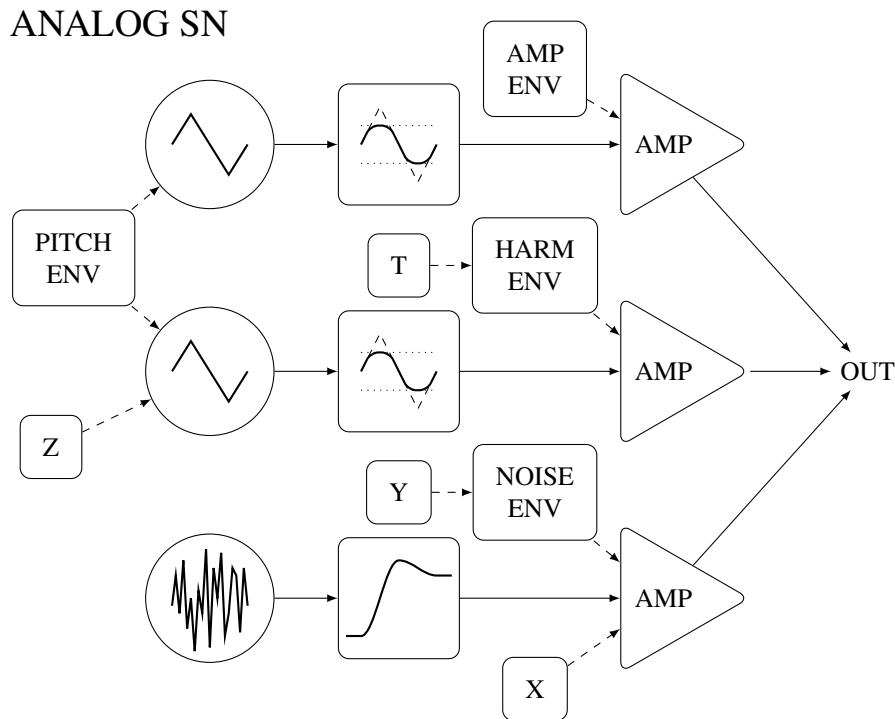 ANALOG SN
AMP
ENV
AMP
PITCH
ENV
T
HARM
ENV
AMP
OUT
Z
Y
NOISE
ENV
AMP
X